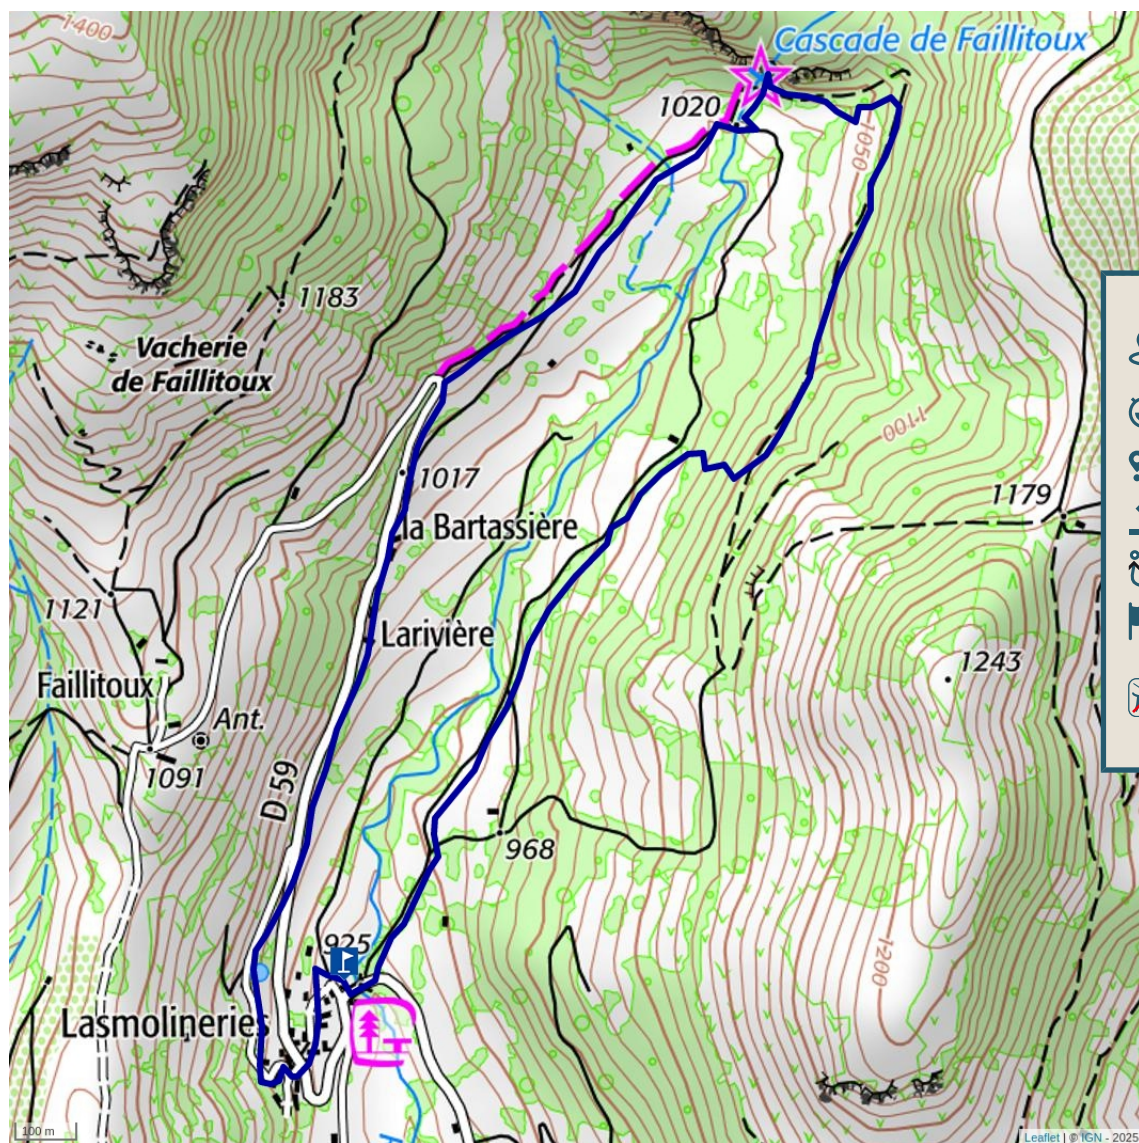 1400
Cascade de Faillitoux
1020
1050
1183
Vacherie
de Faillitoux
1100
1017
1179
la Bartassière
1121
Larivière
1243
Faillitoux
Ant.
1091
D 59
968
925
1200
Lasmolineries
100 m
Leaflet | © IGN - 2025